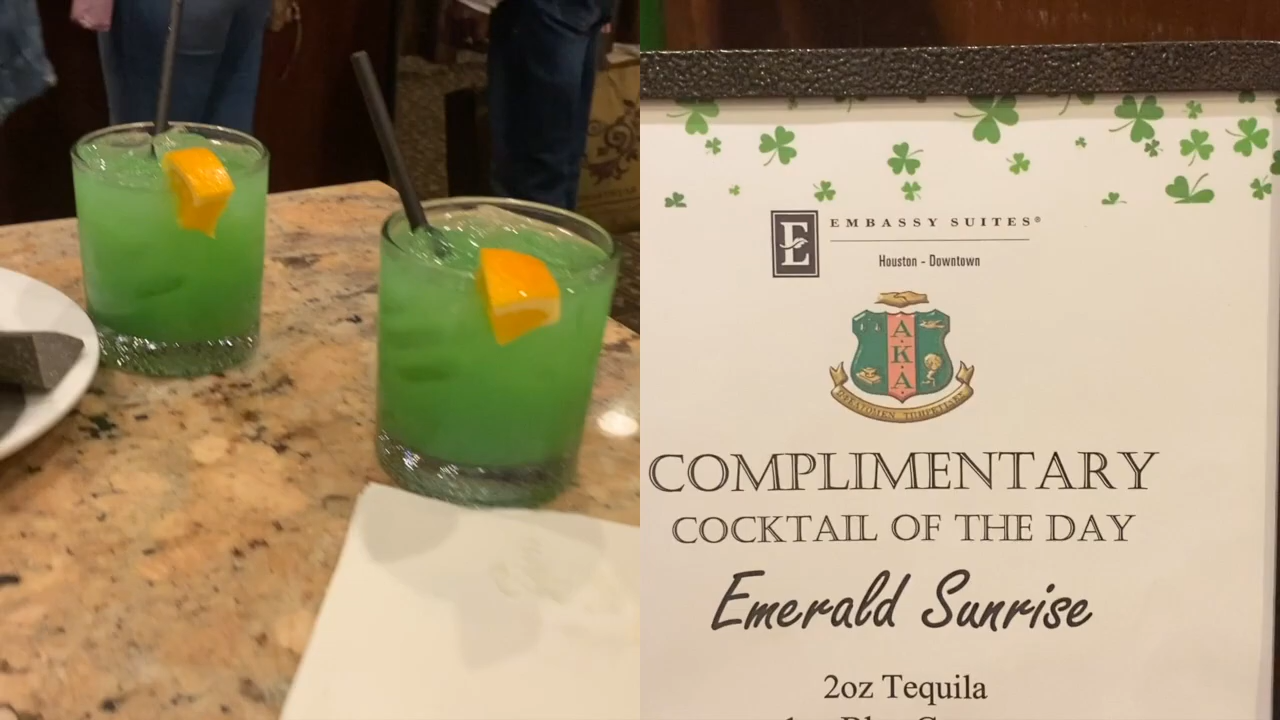 E
EMBASSY SUITES®
Houston - Downtown
A
K
A
COMPLIMENTARY
COCKTAIL OF THE DAY
Emerald Sunrise
2oz Tequila